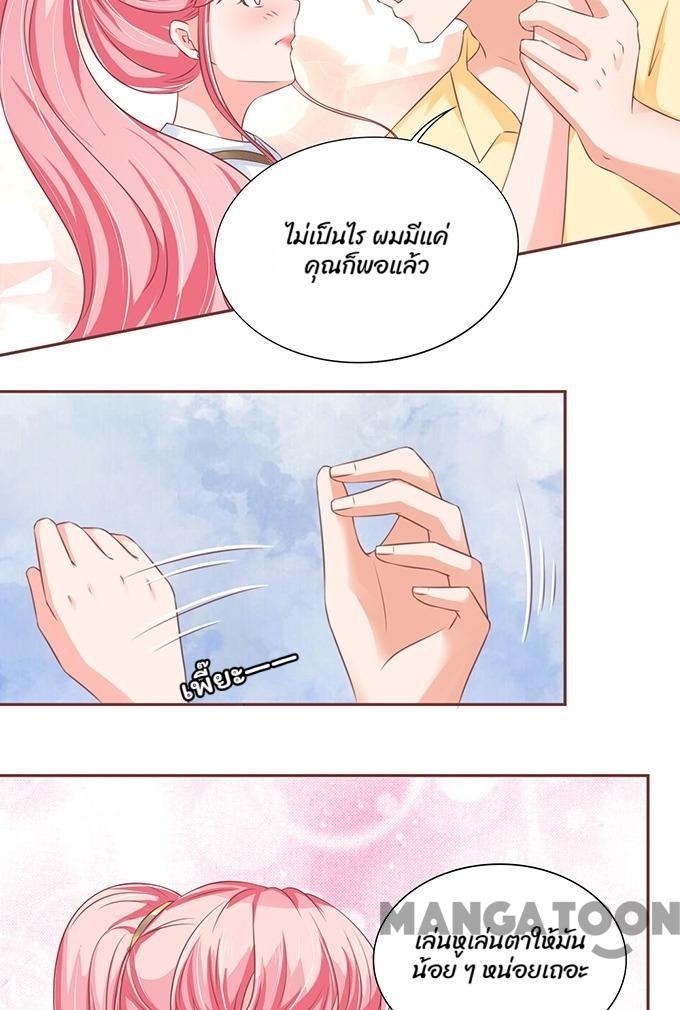 ไม่เป็นไร ผมมีแค่
คุณก็พอแล้ว
เพี๊ยะ——
MANGATOON
เล่นหูเล่นตาให้มัน
น้อย ๆ หน่อยเถอะ